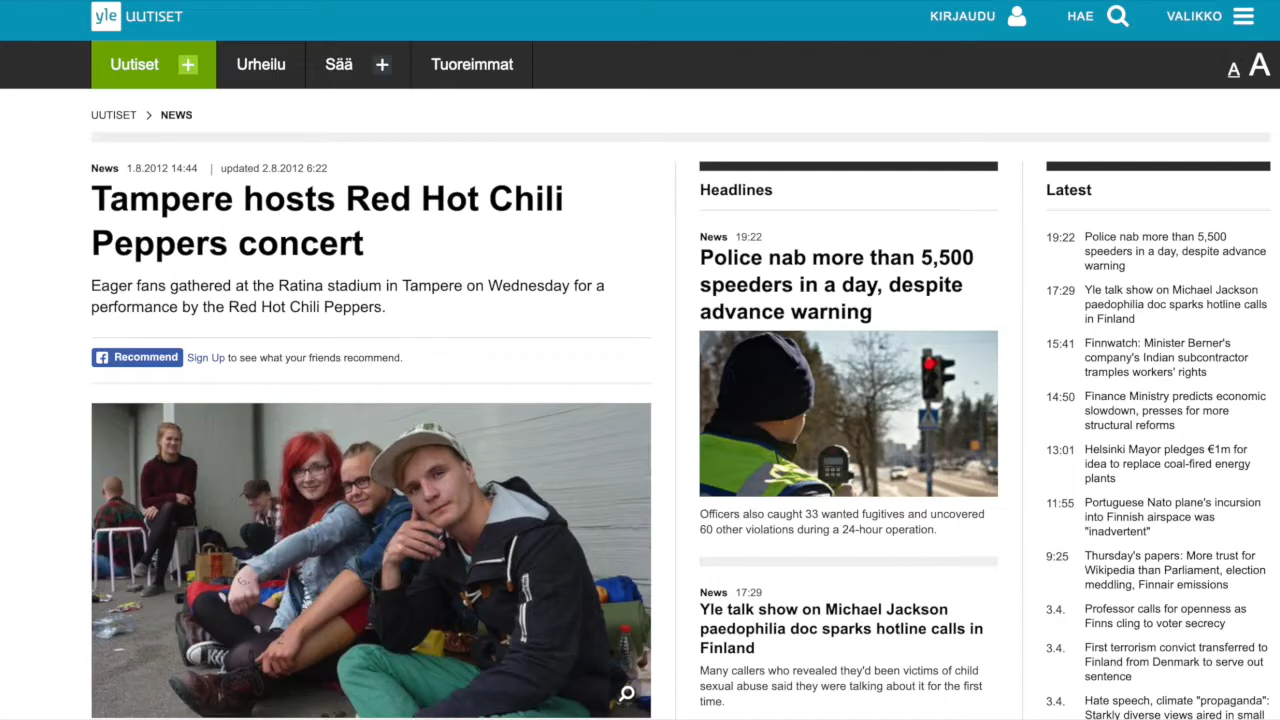 yle UUTISET
KIRJAUDU
HAE
VALIKKO
Uutiset +
Urheilu
Sää +
Tuoreimmat
A A
UUTISET > NEWS
News 1.8.2012 14:44 | updated 2.8.2012 6:22
Tampere hosts Red Hot Chili
Peppers concert
Eager fans gathered at the Ratina stadium in Tampere on Wednesday for a
performance by the Red Hot Chili Peppers.
Recommend Sign Up to see what your friends recommend.
Headlines
News 19:22
Police nab more than 5,500
speeders in a day, despite
advance warning
Officers also caught 33 wanted fugitives and uncovered
60 other violations during a 24-hour operation.
News 17:29
Yle talk show on Michael Jackson
paedophilia doc sparks hotline calls in
Finland
Many callers who revealed they'd been victims of child
sexual abuse said they were talking about it for the first
time.
Latest
19:22 Police nab more than 5,500
speeders in a day, despite advance
warning
17:29 Yle talk show on Michael Jackson
paedophilia doc sparks hotline calls
in Finland
15:41 Finnwatch: Minister Berner's
company's Indian subcontractor
tramples workers' rights
14:50 Finance Ministry predicts economic
slowdown, presses for more
structural reforms
13:01 Helsinki Mayor pledges €1m for
idea to replace coal-fired energy
plants
11:55 Portuguese Nato plane's incursion
into Finnish airspace was
"inadvertent"
9:25 Thursday's papers: More trust for
Wikipedia than Parliament, election
meddling, Finnair emissions
3.4. Professor calls for openness as
Finns cling to voter secrecy
3.4. First terrorism convict transferred to
Finland from Denmark to serve out
sentence
3.4. Hate speech, climate "propaganda":
Starkly diverse views aired in small